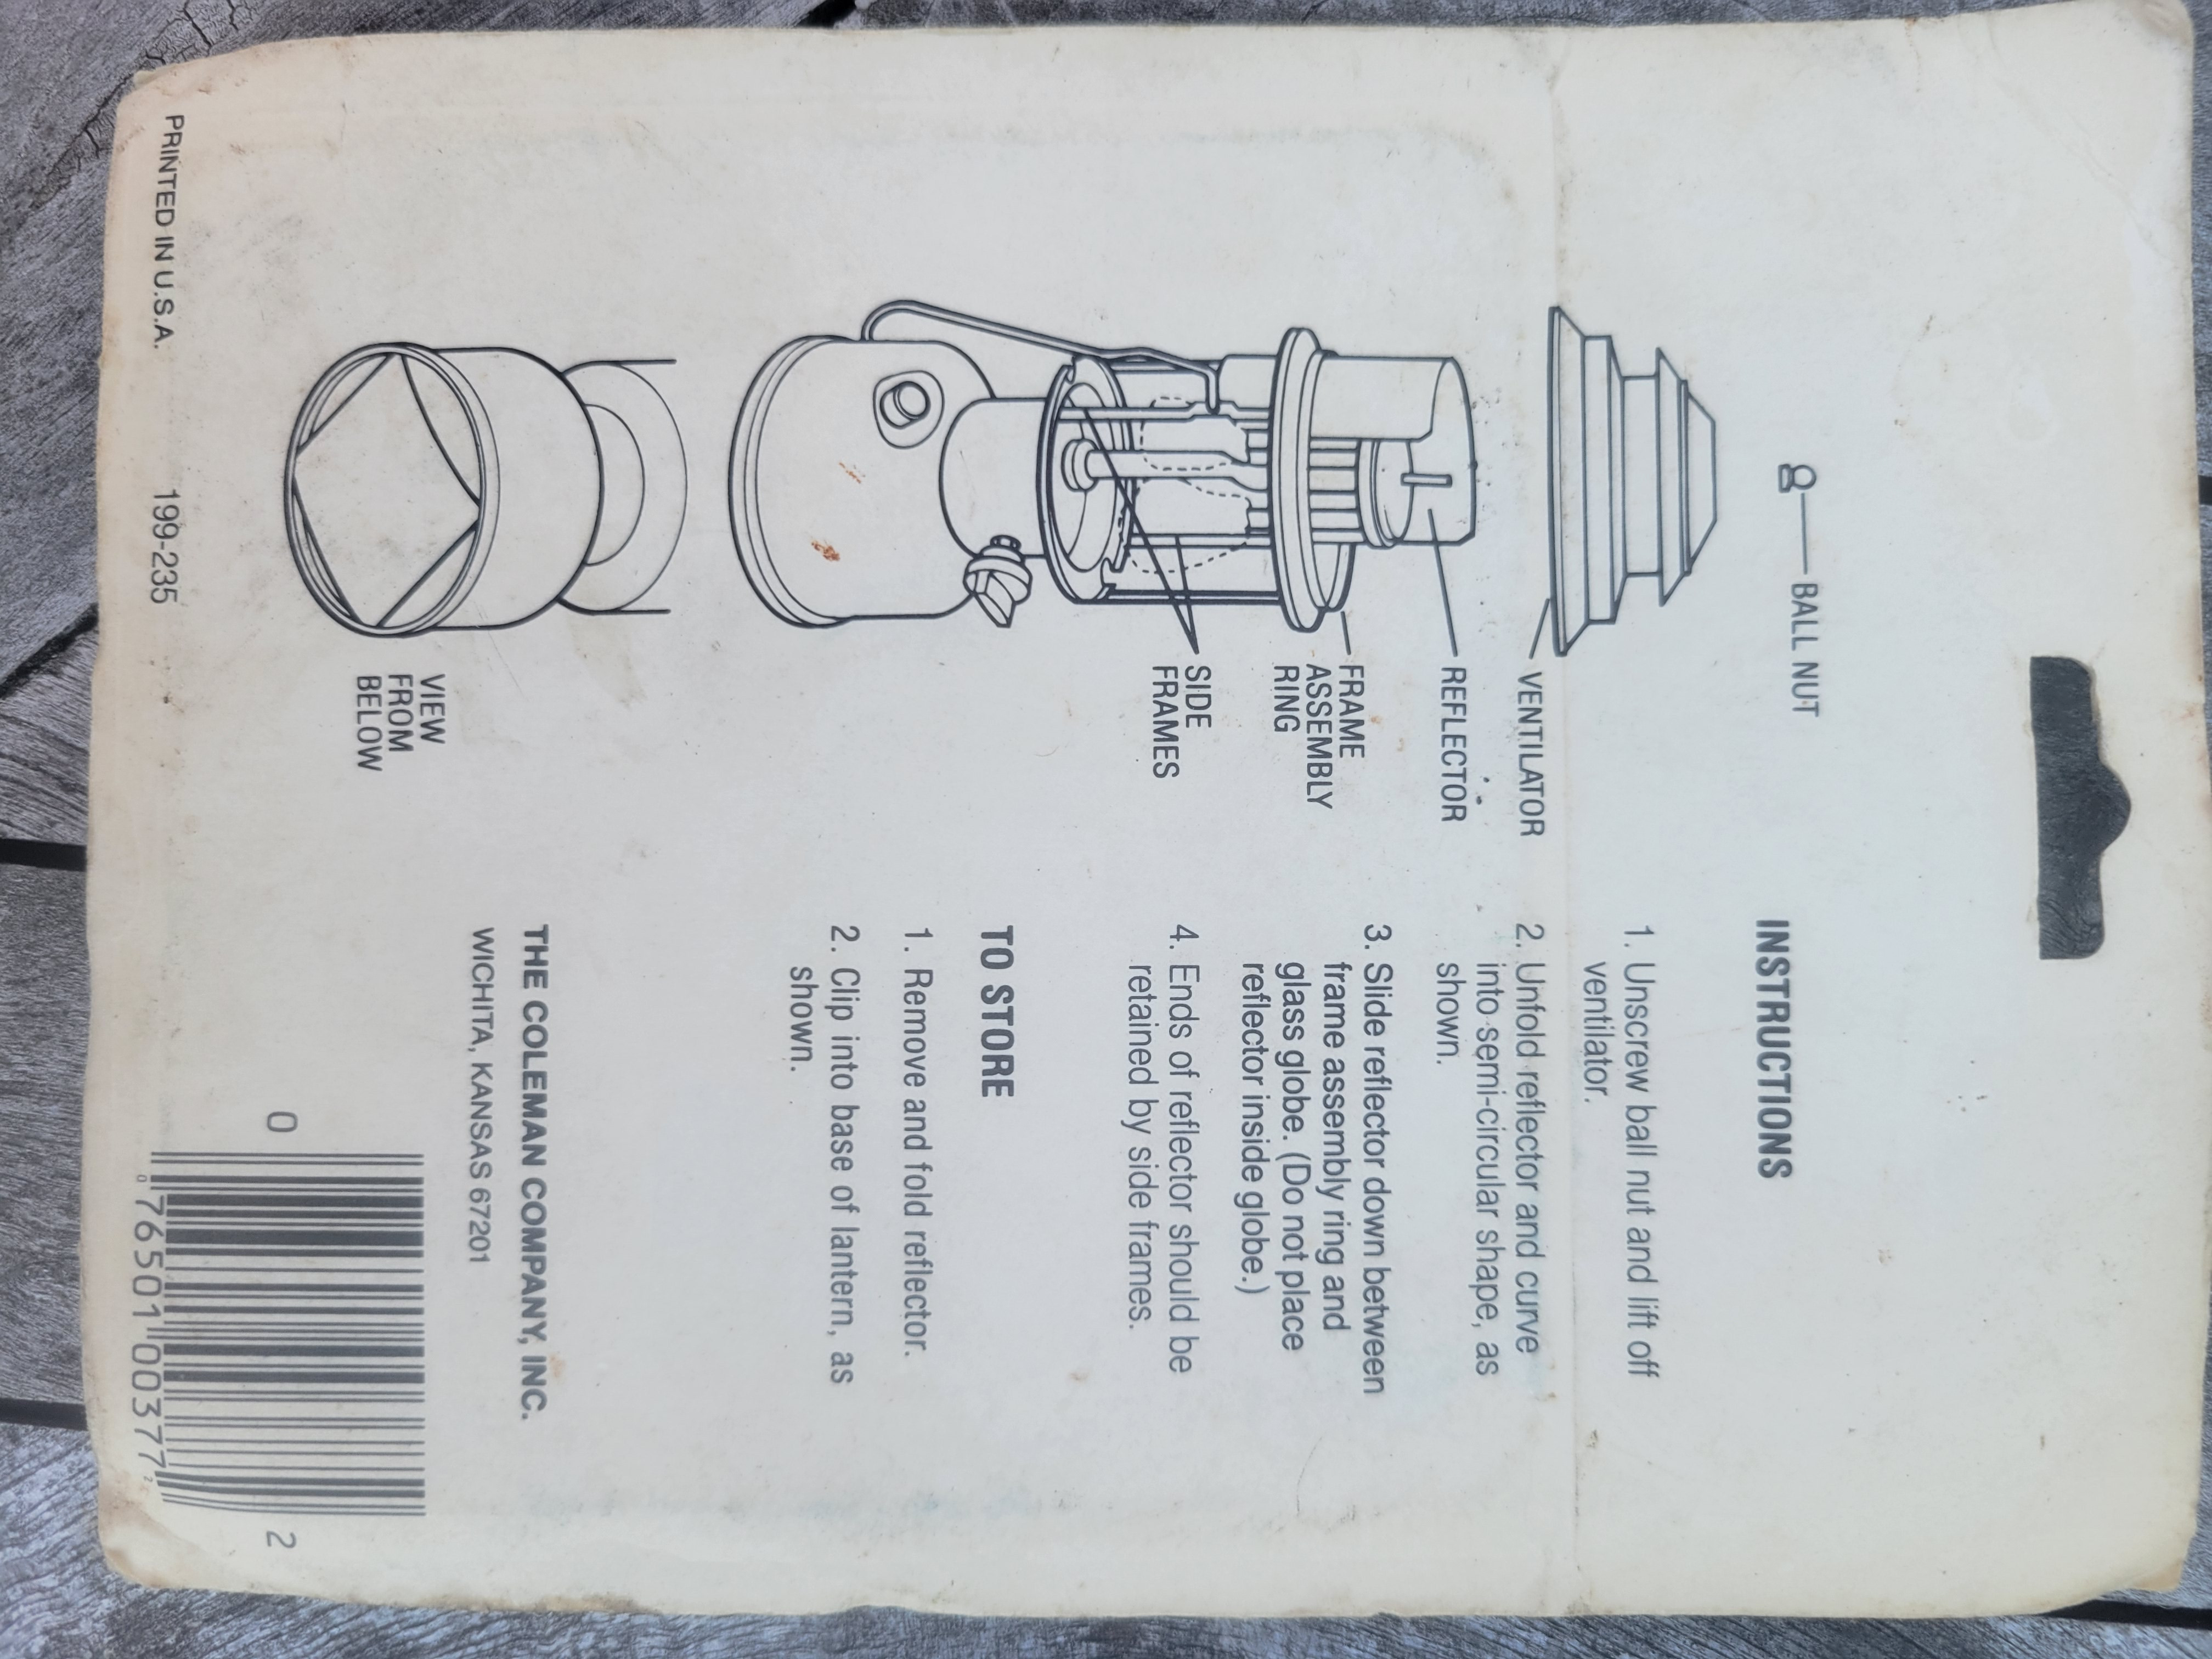 BALL NUT
VENTILATOR
REFLECTOR
FRAME
ASSEMBLY
RING
SIDE
FRAMES
VIEW
FROM
BELOW
PRINTED IN U.S.A.
199-235
INSTRUCTIONS
1. Unscrew ball nut and lift off
ventilator.
2. Unfold reflector and curve
into semi-circular shape, as
shown.
3. Slide reflector down between
frame assembly ring and
glass globe. (Do not place
reflector inside globe.)
4. Ends of reflector should be
retained by side frames.
TO STORE
1. Remove and fold reflector.
2. Clip into base of lantern, as
shown.
THE COLEMAN COMPANY, INC.
WICHITA, KANSAS 67201
0 2
0 76501 00377 2